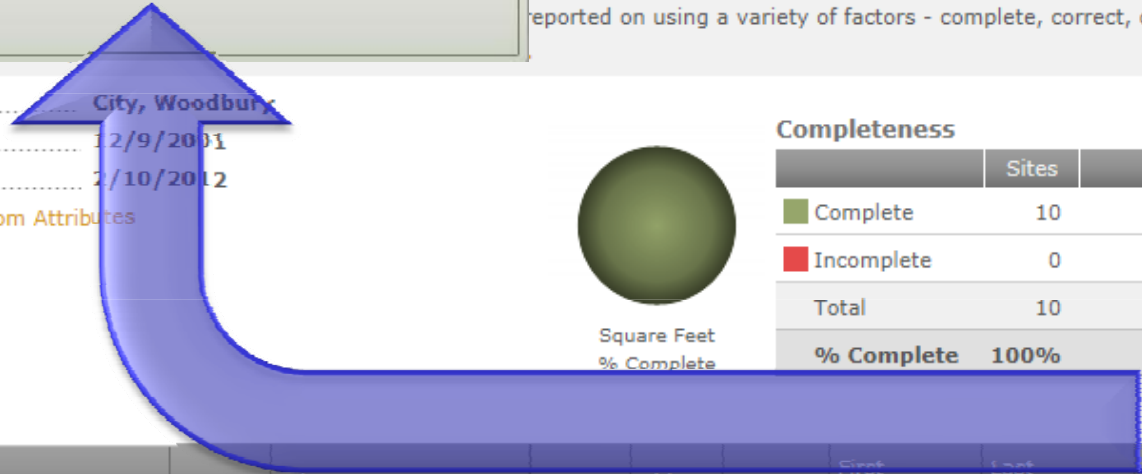 reported on using a variety of factors - complete, correct,
City, Woodbury
12/9/2001
2/10/2012
om Attributes
Completeness
Sites
Complete 10
Incomplete 0
Total 10
% Complete 100%
Square Feet
% Complete
First Last